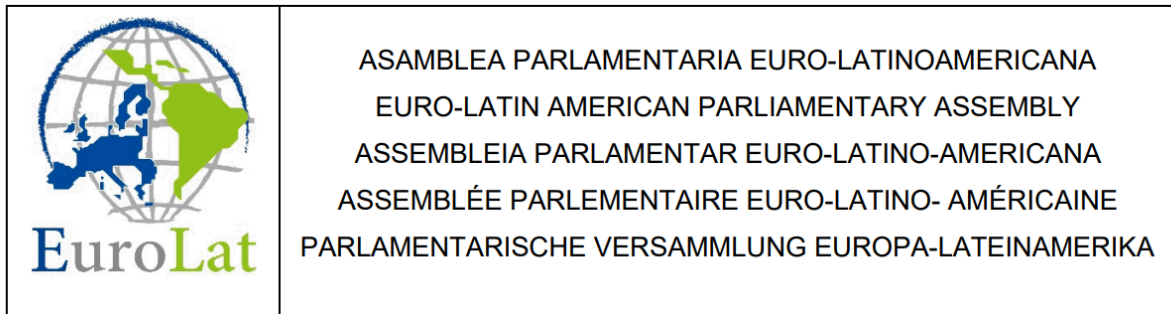 EuroLat
ASAMBLEA PARLAMENTARIA EURO-LATINOAMERICANA
EURO-LATIN AMERICAN PARLIAMENTARY ASSEMBLY
ASSEMBLEIA PARLAMENTAR EURO-LATINO-AMERICANA
ASSEMBLÉE PARLEMENTAIRE EURO-LATINO- AMÉRICAINE
PARLAMENTARISCHE VERSAMMLUNG EUROPA-LATEINAMERIKA